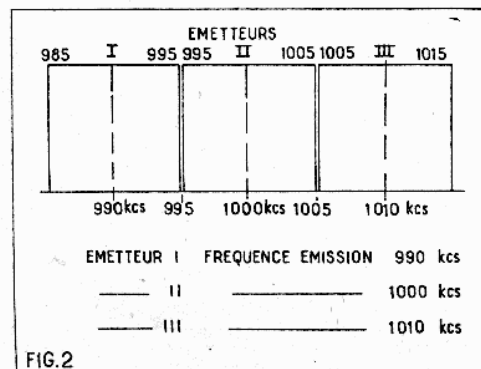 EMETTEURS
985 I 995 995 II 1005 1005 III 1015
990kcs 995 1000kcs 1005 1010 kcs
EMETTEUR I FREQUENCE EMISSION 990 kcs
—— II —— 1000 kcs
—— III —— 1010 kcs
FIG.2